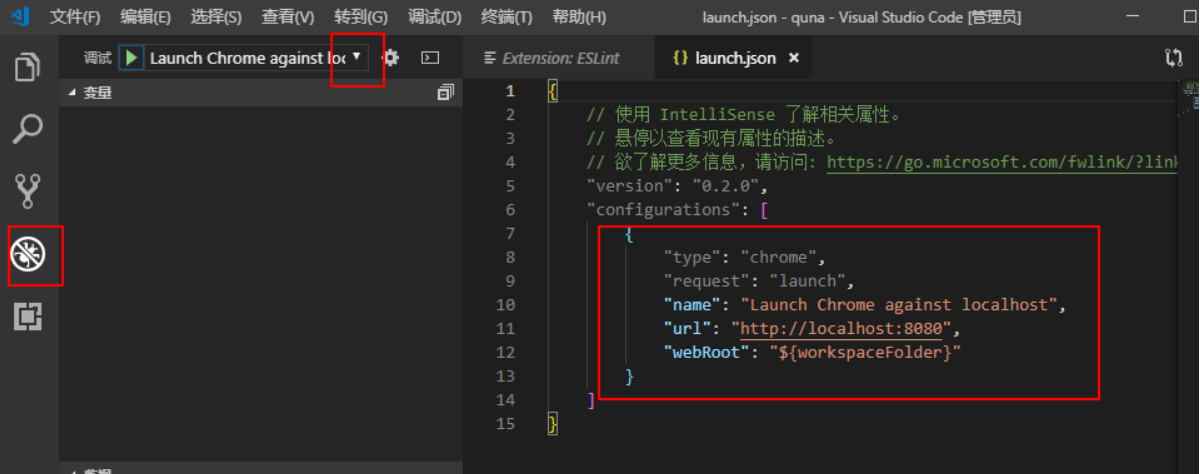 文件(F) 编辑(E) 选择(S) 查看(V) 转到(G) 调试(D) 终端(T) 帮助(H) launch.json - quna - Visual Studio Code [管理员]
调试 Launch Chrome against loc
Extension: ESLint {} launch.json ×
变量
1 {
2 // 使用 IntelliSense 了解相关属性。
3 // 悬停以查看现有属性的描述。
4 // 欲了解更多信息，请访问: https://go.microsoft.com/fwlink/?link
5 "version": "0.2.0",
6 "configurations": [
7 {
8 "type": "chrome",
9 "request": "launch",
10 "name": "Launch Chrome against localhost",
11 "url": "http://localhost:8080",
12 "webRoot": "${workspaceFolder}"
13 }
14 ]
15 }